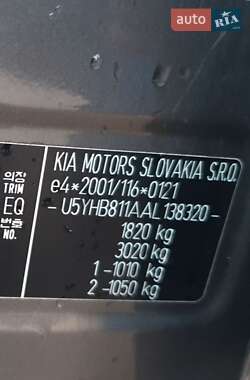 AUTO
RIA
KIA MOTORS SLOVAKIA S.R.O.
의장
TRIM
e4*2001/116*0121
EQ
- U5YHB811AAL138320 -
번호
NO.
1820 kg
3020 kg
1 -1010 kg
2 -1050 kg